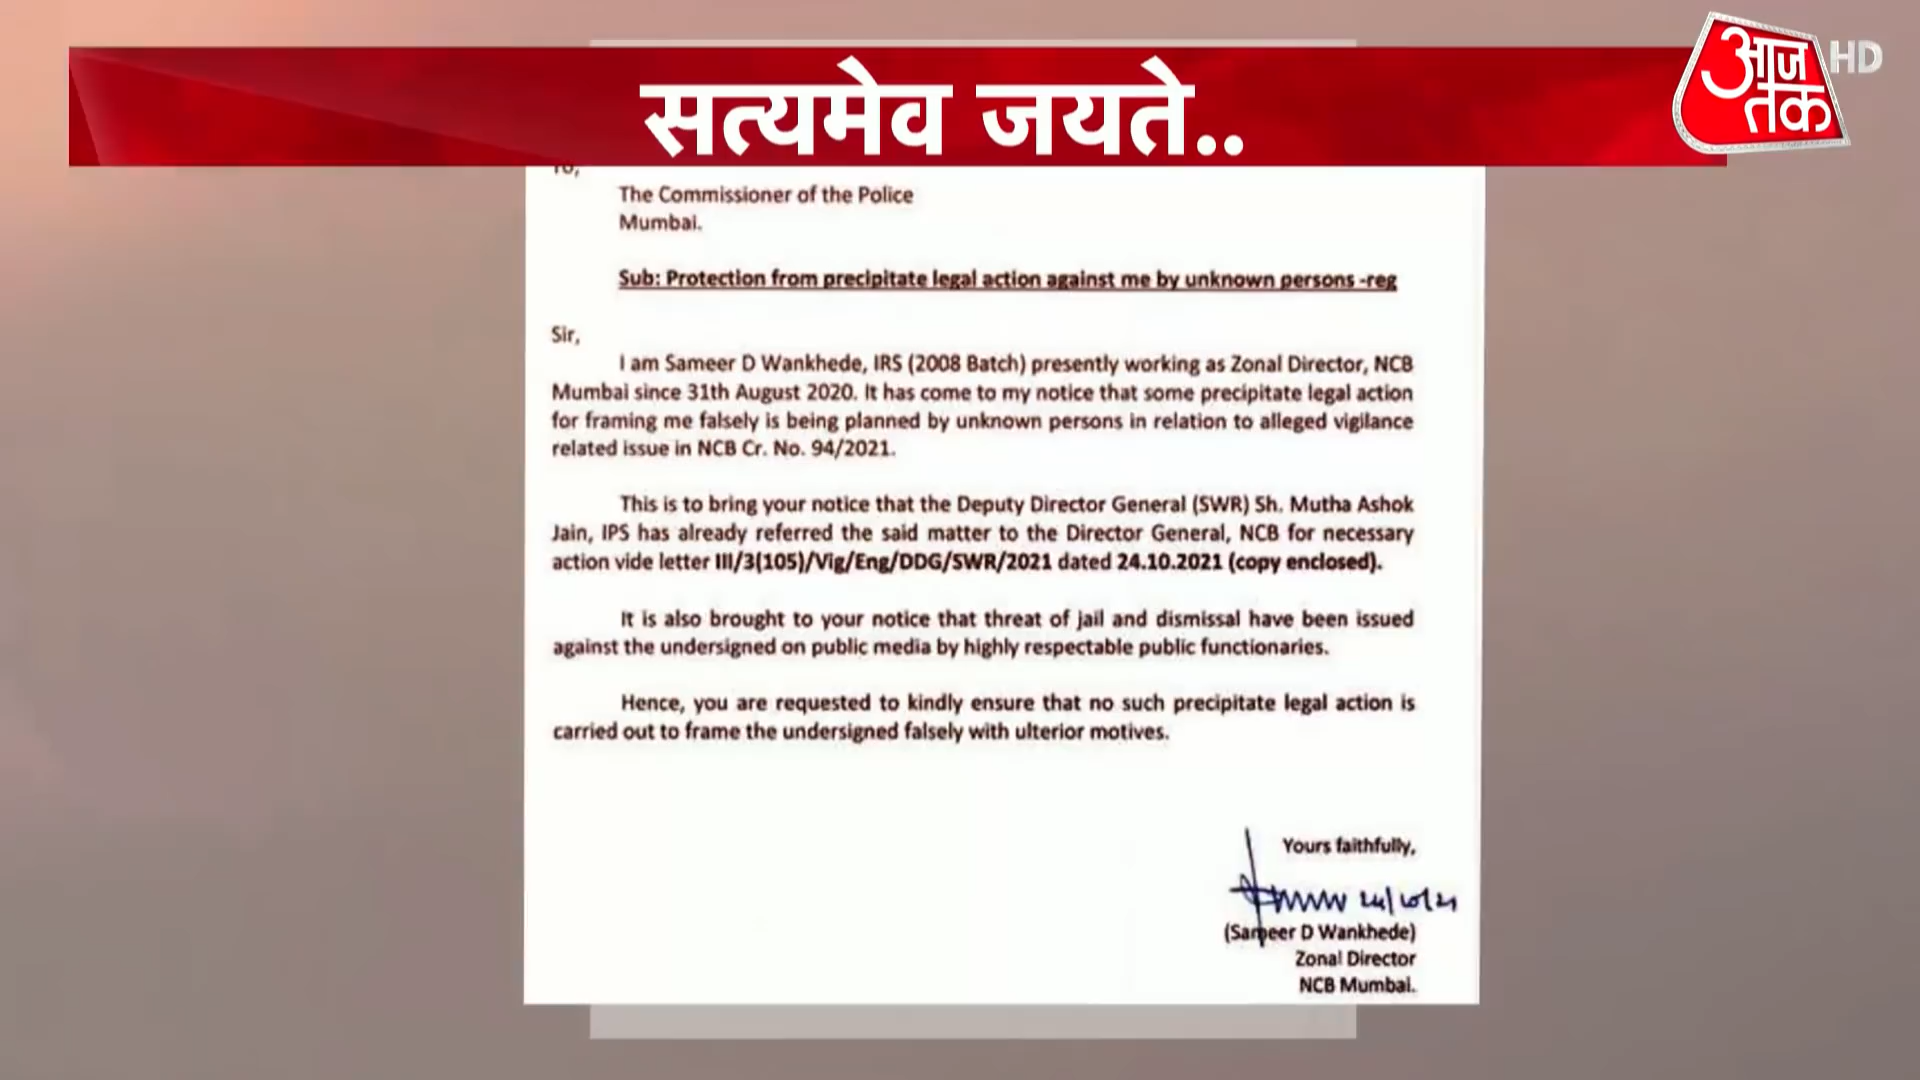 सत्यमेव जयते..
आज
तक
HD
To,
The Commissioner of the Police
Mumbai.
Sub: Protection from precipitate legal action against me by unknown persons -reg
Sir,
I am Sameer D Wankhede, IRS (2008 Batch) presently working as Zonal Director, NCB
Mumbai since 31th August 2020. It has come to my notice that some precipitate legal action
for framing me falsely is being planned by unknown persons in relation to alleged vigilance
related issue in NCB Cr. No. 94/2021.
This is to bring your notice that the Deputy Director General (SWR) Sh. Mutha Ashok
Jain, IPS has already referred the said matter to the Director General, NCB for necessary
action vide letter III/3(105)/Vig/Eng/DDG/SWR/2021 dated 24.10.2021 (copy enclosed).
It is also brought to your notice that threat of jail and dismissal have been issued
against the undersigned on public media by highly respectable public functionaries.
Hence, you are requested to kindly ensure that no such precipitate legal action is
carried out to frame the undersigned falsely with ulterior motives.
Yours faithfully,
24/10/21
(Sameer D Wankhede)
Zonal Director
NCB Mumbai.